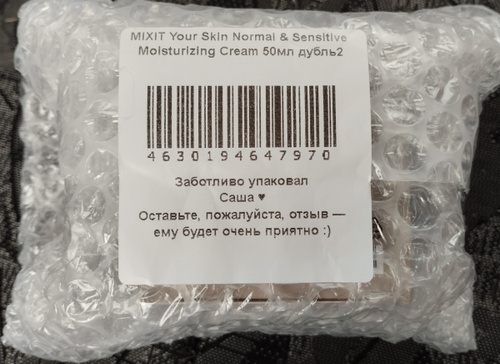 MIXIT Your Skin Normal & Sensitive
Moisturizing Cream 50мл дубль2
4630194647970
Заботливо упаковал
Саша ♥
Оставьте, пожалуйста, отзыв —
ему будет очень приятно :)